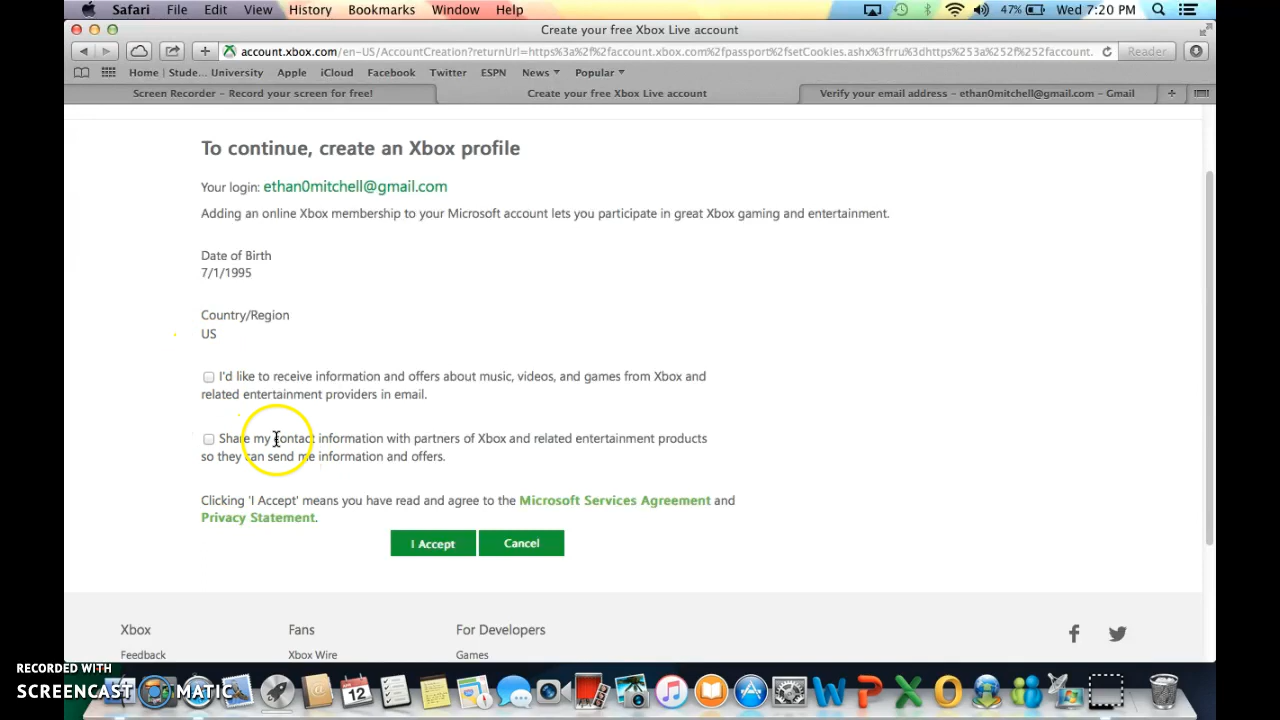 Safari File Edit View History Bookmarks Window Help 47% Wed 7:20 PM
Create your free Xbox Live account
account.xbox.com/en-US/AccountCreation?returnUrl=https%3a%2f%2faccount.xbox.com%2fpassport%2fsetCookies.ashx%3frru%3dhttps%253a%252f%252faccount. Reader
Home Stude... University Apple iCloud Facebook Twitter ESPN News Popular
Screen Recorder – Record your screen for free! Create your free Xbox Live account Verify your email address – ethan0mitchell@gmail.com – Gmail
To continue, create an Xbox profile
Your login: ethan0mitchell@gmail.com
Adding an online Xbox membership to your Microsoft account lets you participate in great Xbox gaming and entertainment.
Date of Birth
7/1/1995
Country/Region
US
I'd like to receive information and offers about music, videos, and games from Xbox and
related entertainment providers in email.
Share my contact information with partners of Xbox and related entertainment products
so they can send me information and offers.
Clicking 'I Accept' means you have read and agree to the Microsoft Services Agreement and
Privacy Statement.
I Accept Cancel
Xbox Fans For Developers
Feedback Xbox Wire Games
RECORDED WITH
SCREENCAST MATIC
12